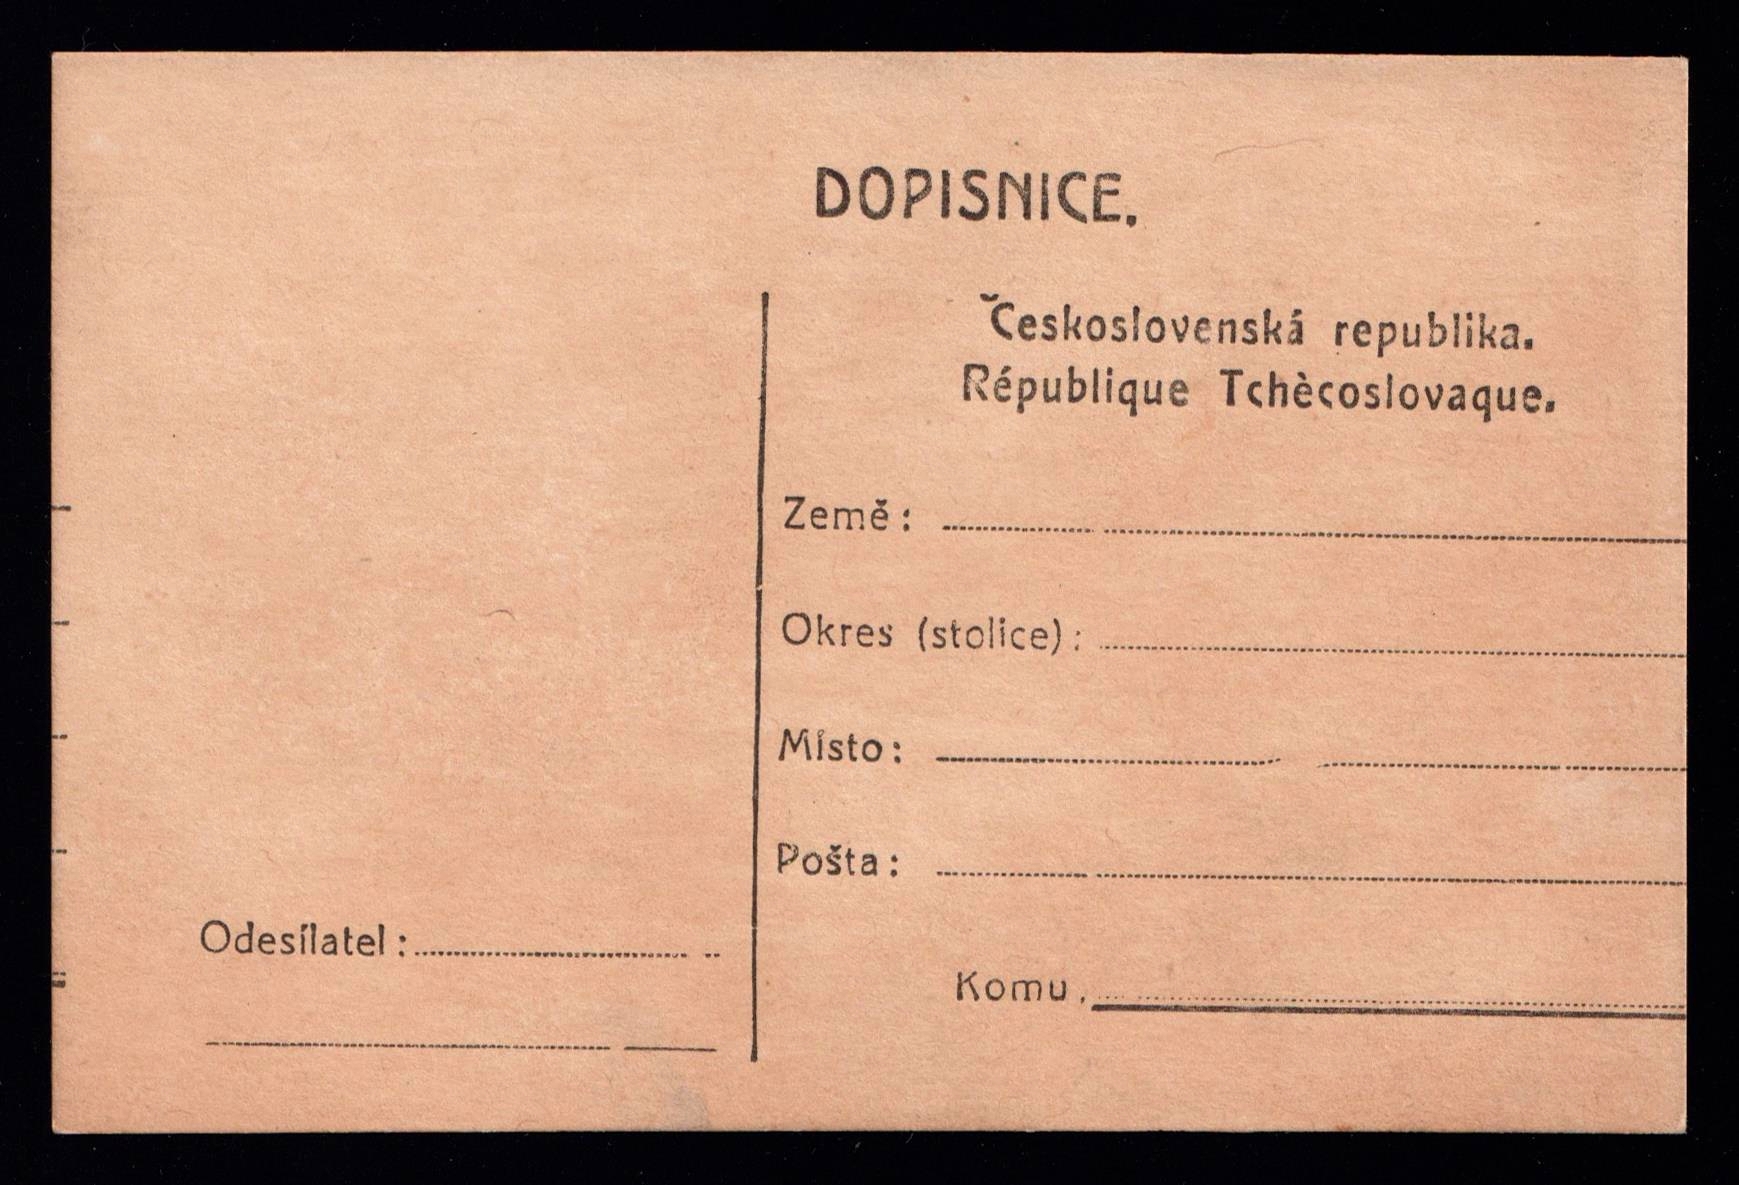 DOPISNICE.
Československá republika.
République Tchècoslovaque.
Země:
Okres (stolice):
Místo:
Pošta:
Odesílatel:
Komu.